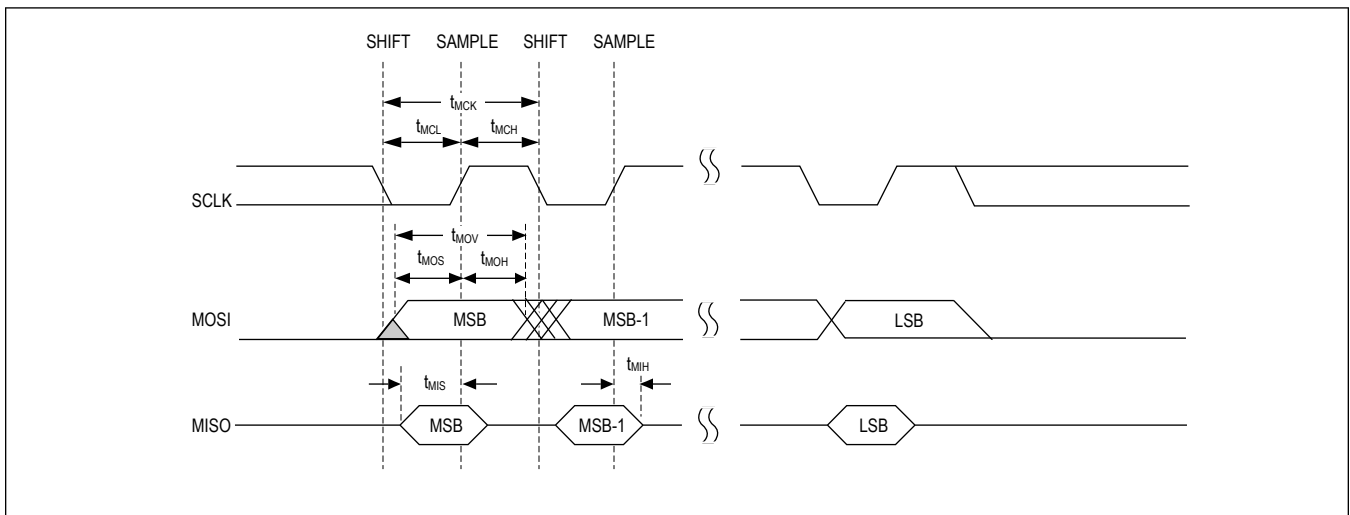 SHIFT SAMPLE SHIFT SAMPLE
tMCK
tMCL tMCH
SCLK
tMOV
tMOS tMOH
MOSI MSB MSB-1 LSB
tMIS tMIH
MISO MSB MSB-1 LSB